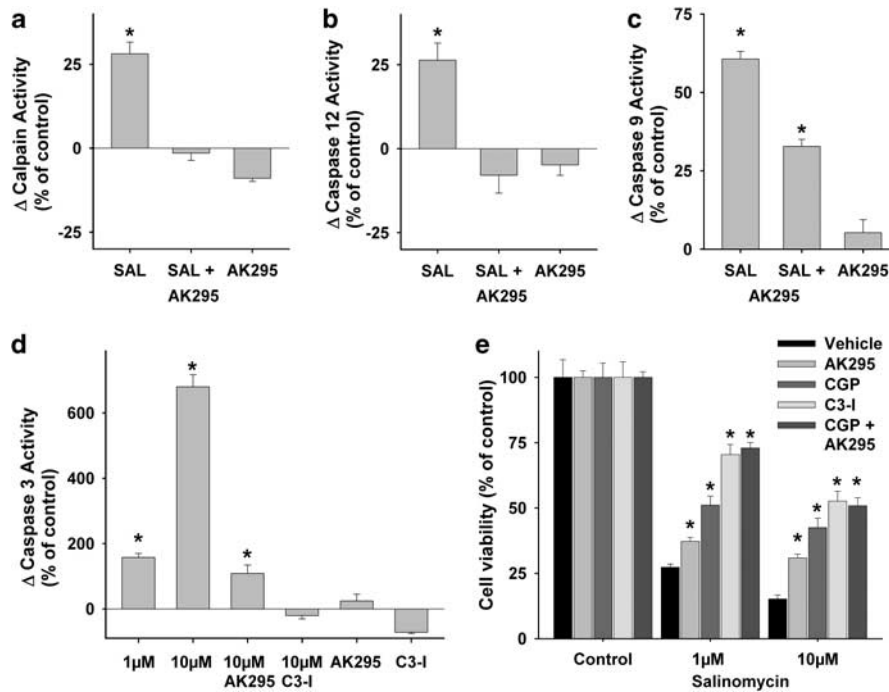 a
Δ Calpain Activity
(% of control)
25
0
-25
*
SAL
SAL +
AK295
AK295
b
Δ Caspase 12 Activity
(% of control)
25
0
-25
*
SAL
SAL +
AK295
AK295
c
Δ Caspase 9 Activity
(% of control)
75
50
25
0
*
*
SAL
SAL +
AK295
AK295
d
Δ Caspase 3 Activity
(% of control)
600
400
200
0
*
*
*
1µM
10µM
10µM
AK295
10µM
C3-I
AK295
C3-I
e
Cell viability (% of control)
100
75
50
25
0
Vehicle
AK295
CGP
C3-I
CGP +
AK295
* * * *
* * * *
Control
1µM
10µM
Salinomycin